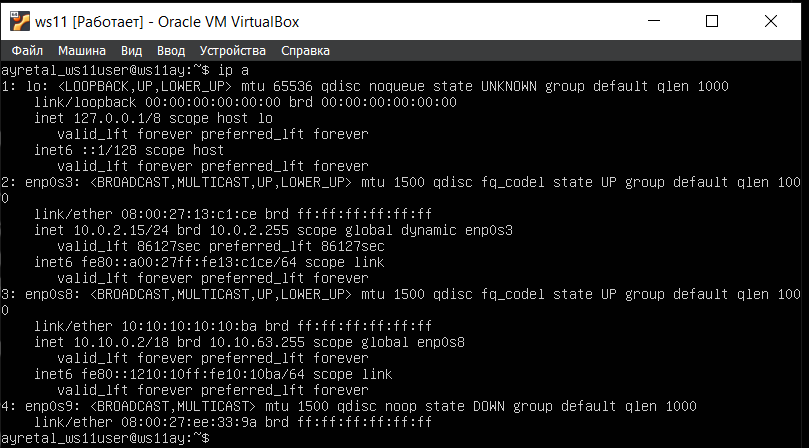 ws11 [Работает] - Oracle VM VirtualBox
Файл Машина Вид Ввод Устройства Справка
ayretal_ws11user@ws11ay:~$ ip a
1: lo: <LOOPBACK,UP,LOWER_UP> mtu 65536 qdisc noqueue state UNKNOWN group default qlen 1000
    link/loopback 00:00:00:00:00:00 brd 00:00:00:00:00:00
    inet 127.0.0.1/8 scope host lo
       valid_lft forever preferred_lft forever
    inet6 ::1/128 scope host
       valid_lft forever preferred_lft forever
2: enp0s3: <BROADCAST,MULTICAST,UP,LOWER_UP> mtu 1500 qdisc fq_codel state UP group default qlen 100
0
    link/ether 08:00:27:13:c1:ce brd ff:ff:ff:ff:ff:ff
    inet 10.0.2.15/24 brd 10.0.2.255 scope global dynamic enp0s3
       valid_lft 86127sec preferred_lft 86127sec
    inet6 fe80::a00:27ff:fe13:c1ce/64 scope link
       valid_lft forever preferred_lft forever
3: enp0s8: <BROADCAST,MULTICAST,UP,LOWER_UP> mtu 1500 qdisc fq_codel state UP group default qlen 100
0
    link/ether 10:10:10:10:10:ba brd ff:ff:ff:ff:ff:ff
    inet 10.10.0.2/18 brd 10.10.63.255 scope global enp0s8
       valid_lft forever preferred_lft forever
    inet6 fe80::1210:10ff:fe10:10ba/64 scope link
       valid_lft forever preferred_lft forever
4: enp0s9: <BROADCAST,MULTICAST> mtu 1500 qdisc noop state DOWN group default qlen 1000
    link/ether 08:00:27:ee:33:9a brd ff:ff:ff:ff:ff:ff
ayretal_ws11user@ws11ay:~$